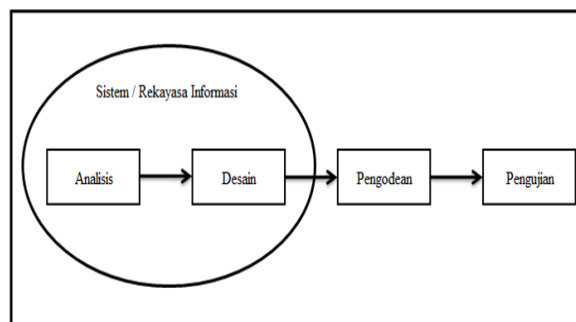 Sistem / Rekayasa Informasi
Analisis
Desain
Pengodean
Pengujian